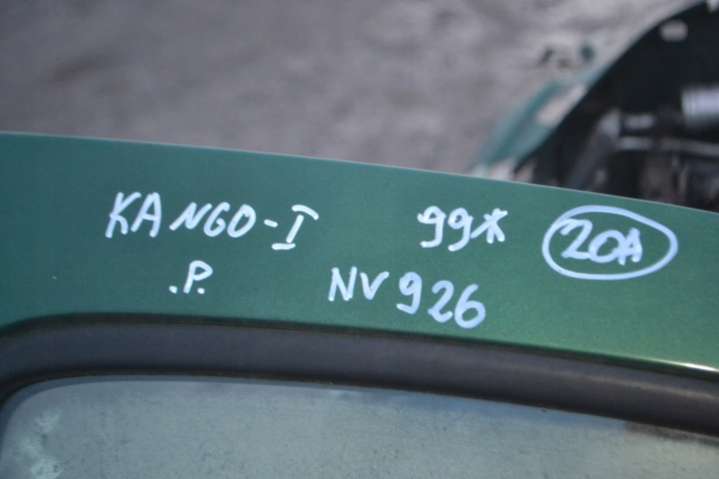 KANGO-I 99* 20A
.P. NV926